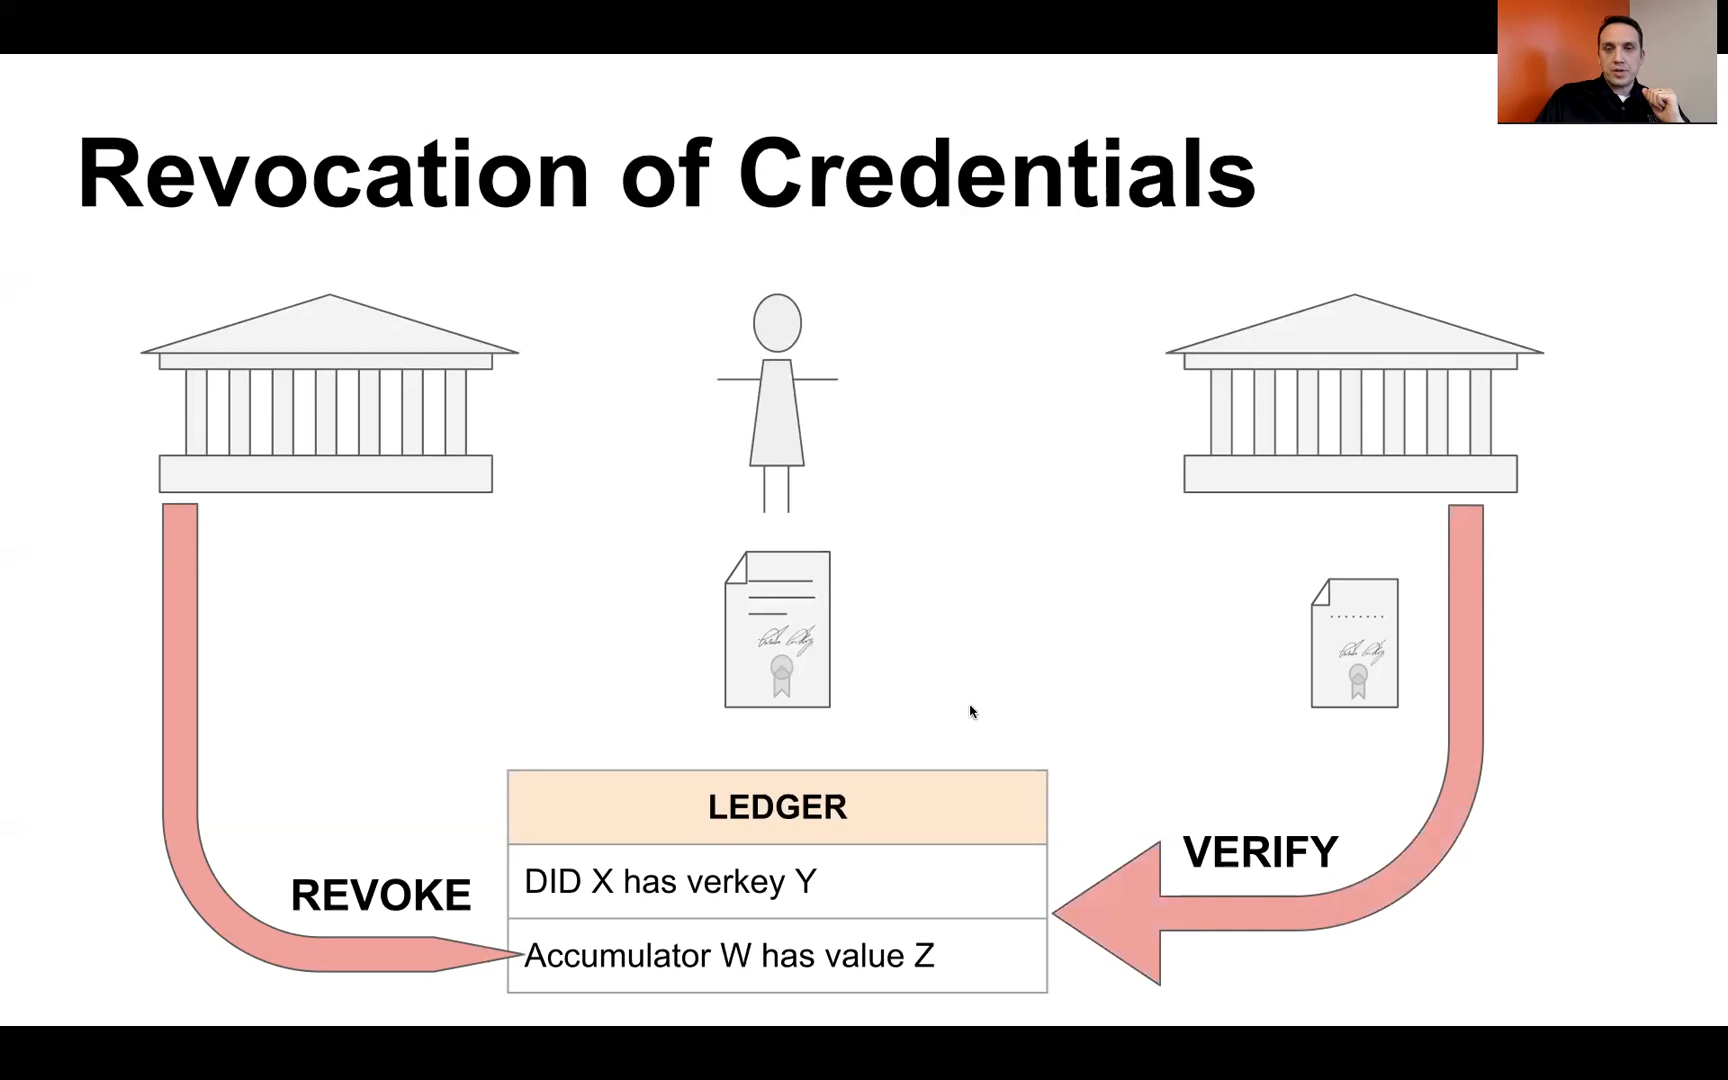 Revocation of Credentials
LEDGER
DID X has verkey Y
VERIFY
REVOKE
Accumulator W has value Z